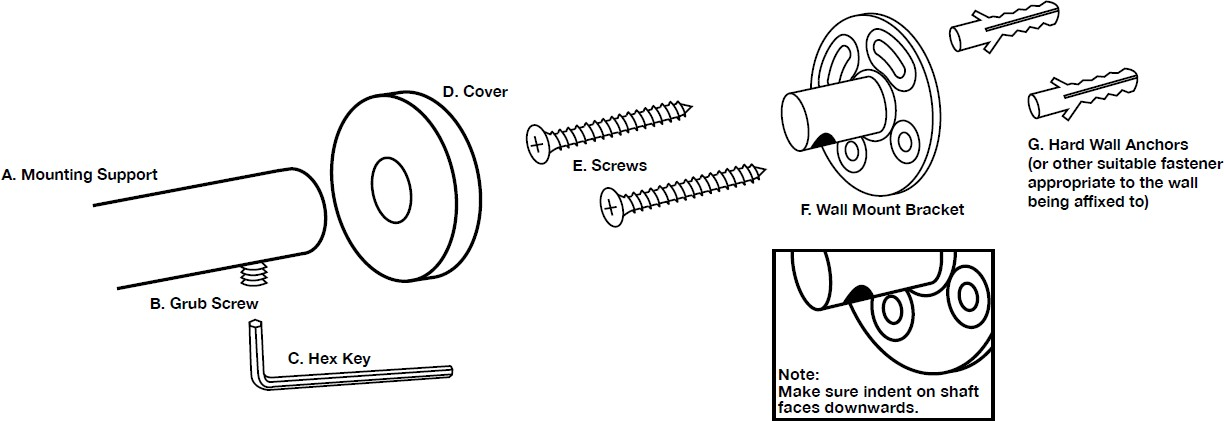 A. Mounting Support
B. Grub Screw
C. Hex Key
D. Cover
E. Screws
F. Wall Mount Bracket
G. Hard Wall Anchors
(or other suitable fastener
appropriate to the wall
being affixed to)
Note:
Make sure indent on shaft
faces downwards.